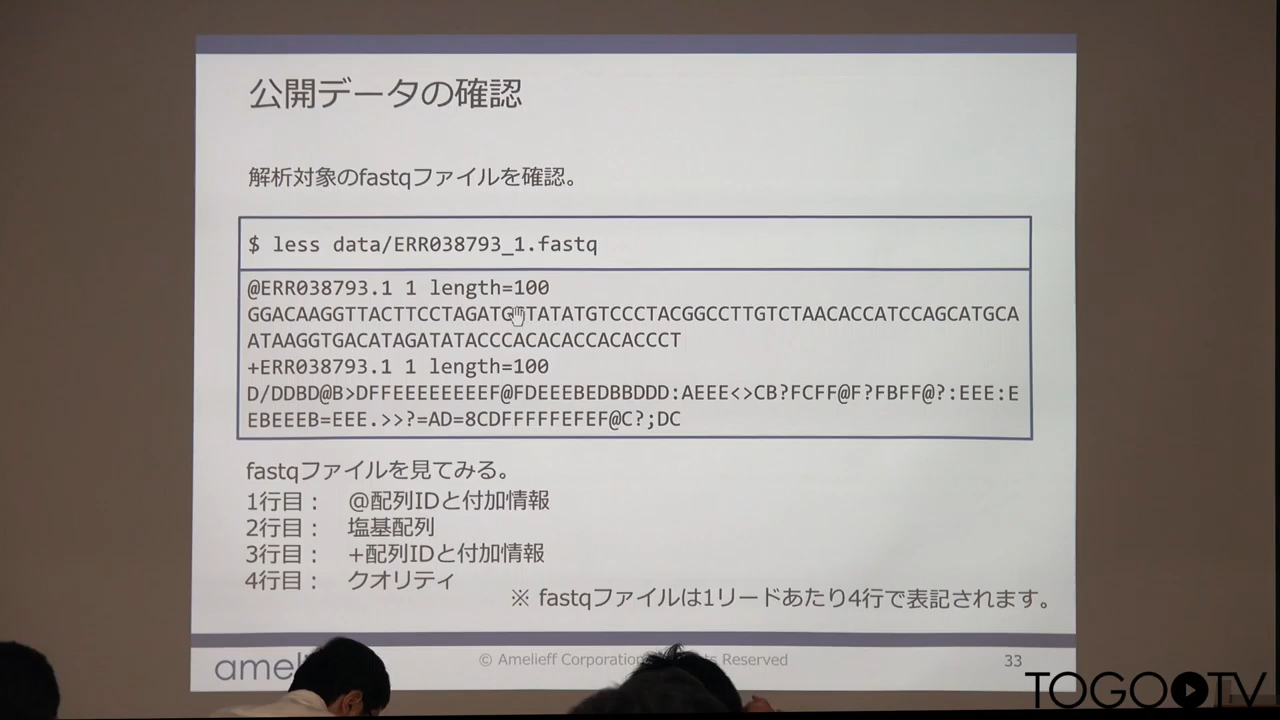 公開データの確認
解析対象のfastqファイルを確認。
$ less data/ERR038793_1.fastq
@ERR038793.1 1 length=100
GGACAAGGTTACTTCCTAGATG TATATGTCCCTACGGCCTTGTCTAACACCATCCAGCATGCA
ATAAGGTGACATAGATATACCCACACACCACACCCT
+ERR038793.1 1 length=100
D/DDBD@B>DFFEEEEEEEEEF@FDEEEBEDBBDDD:AEEE<>CB?FCFF@F?FBFF@?:EEE:E
EBEEEB=EEE.>>?=AD=8CDFFFFFEFEF@C?;DC
fastqファイルを見てみる。
1行目： @配列IDと付加情報
2行目： 塩基配列
3行目： +配列IDと付加情報
4行目： クオリティ
※ fastqファイルは1リードあたり4行で表記されます。
© Amelieff Corporation Reserved
33
TOGOTV